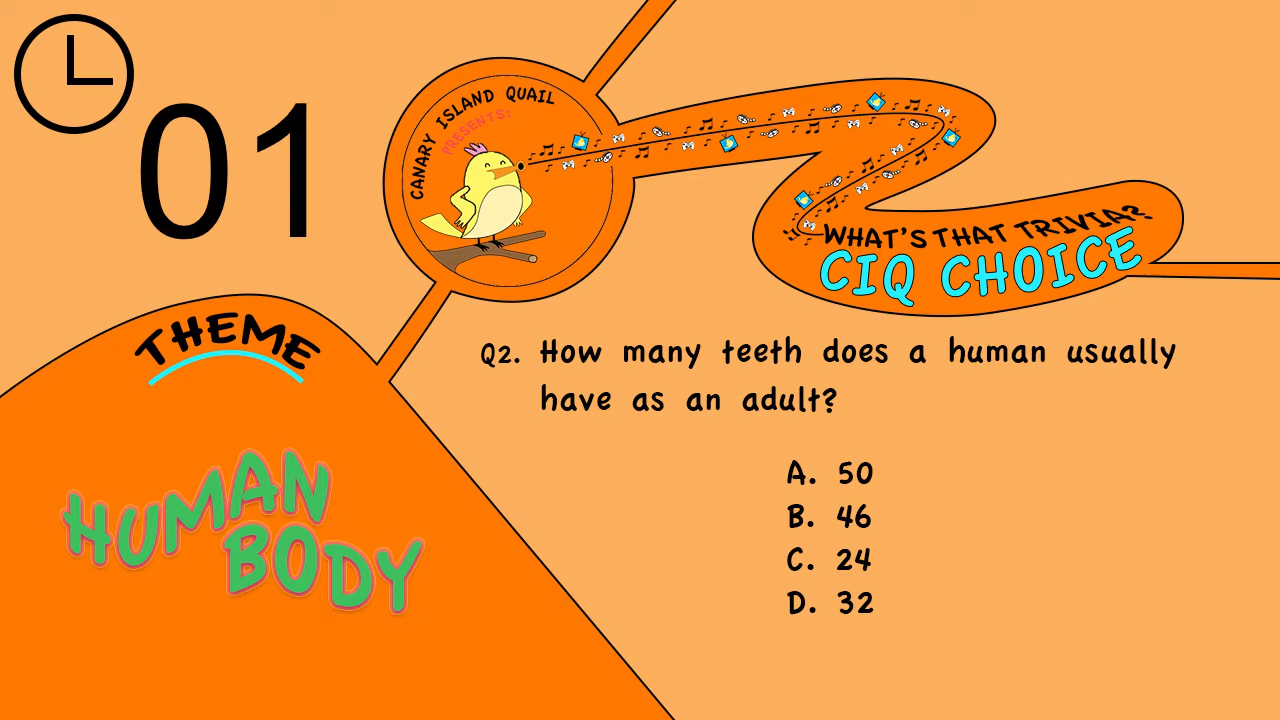 01
CANARY ISLAND QUAIL
PRESENTS:
WHAT'S THAT TRIVIA?
CIQ CHOICE
THEME
HUMAN
BODY
Q2. How many teeth does a human usually
have as an adult?
A. 50
B. 46
C. 24
D. 32